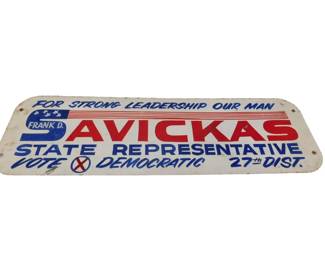 FOR STRONG LEADERSHIP OUR MAN
FRANK D.
SAVICKAS
STATE REPRESENTATIVE
VOTE X DEMOCRATIC 27th DIST.